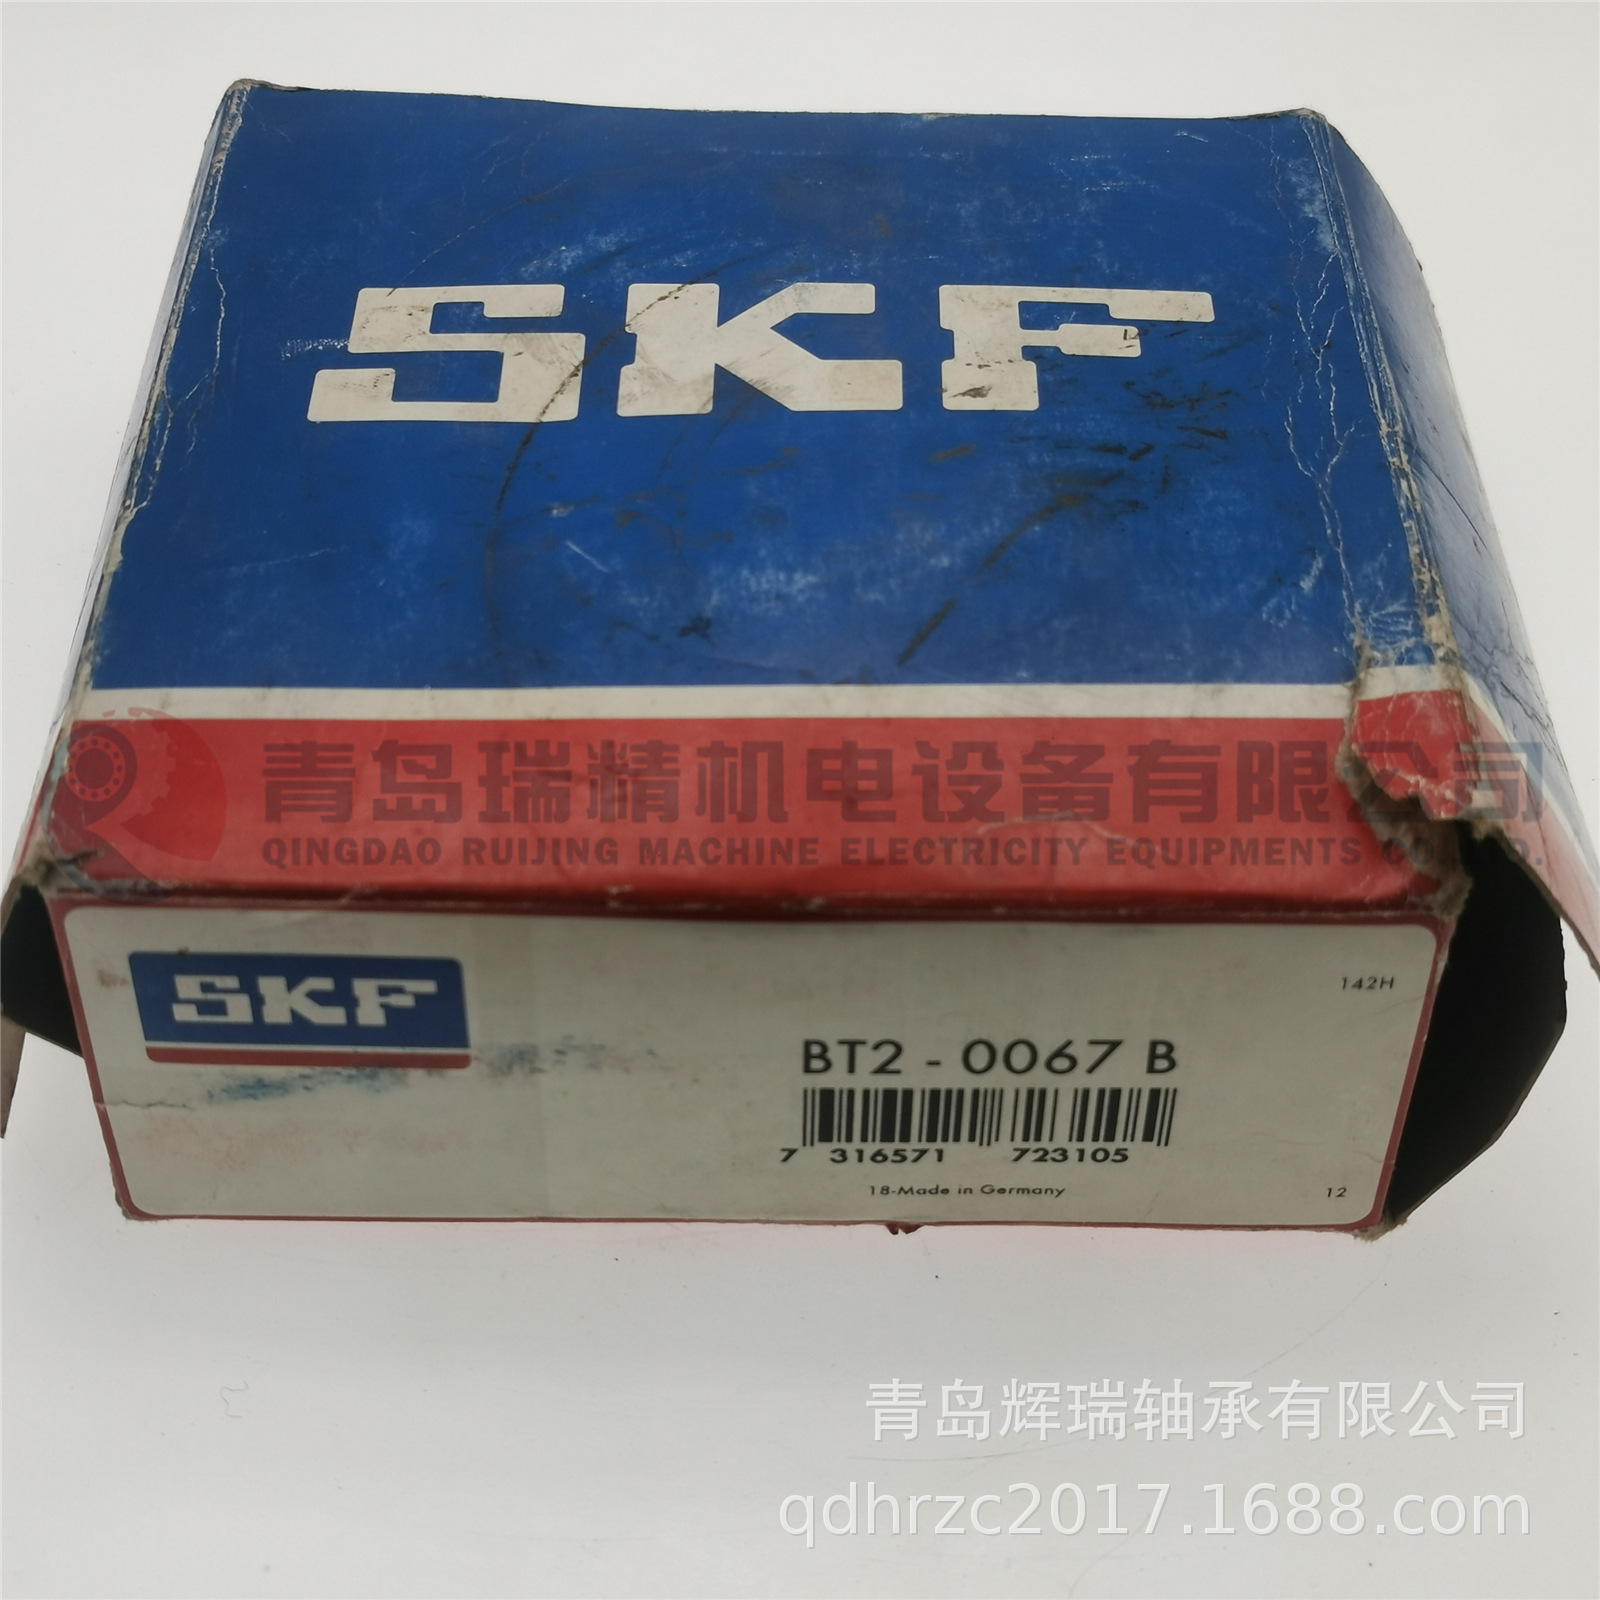 SKF
青岛瑞精机电设备有限公司
QINGDAO RUIJING MACHINE ELECTRICITY EQUIPMENTS CO.,LTD.
SKF
142H
BT2 - 0067 B
7 316571 723105
18-Made in Germany
12
青岛辉瑞轴承有限公司
qdhrzc2017.1688.com